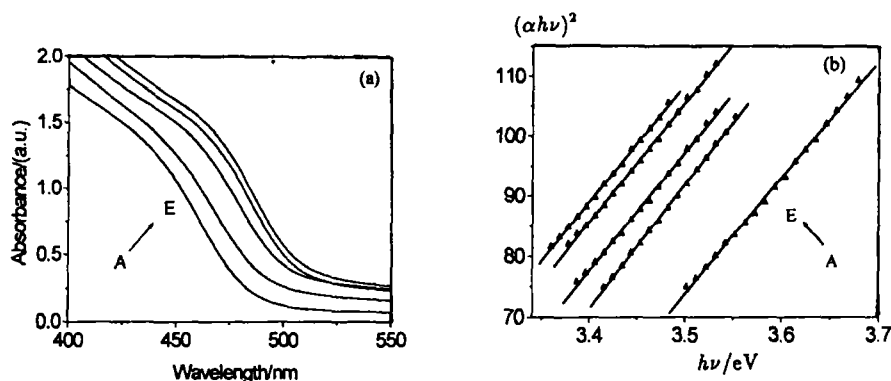 (a)
Absorbance/(a.u.)
2.0
1.5
1.0
0.5
0.0
E
A
400
450
500
550
Wavelength/nm
(αhν)²
(b)
110
100
90
80
70
E
A
3.4
3.5
3.6
3.7
hν/eV